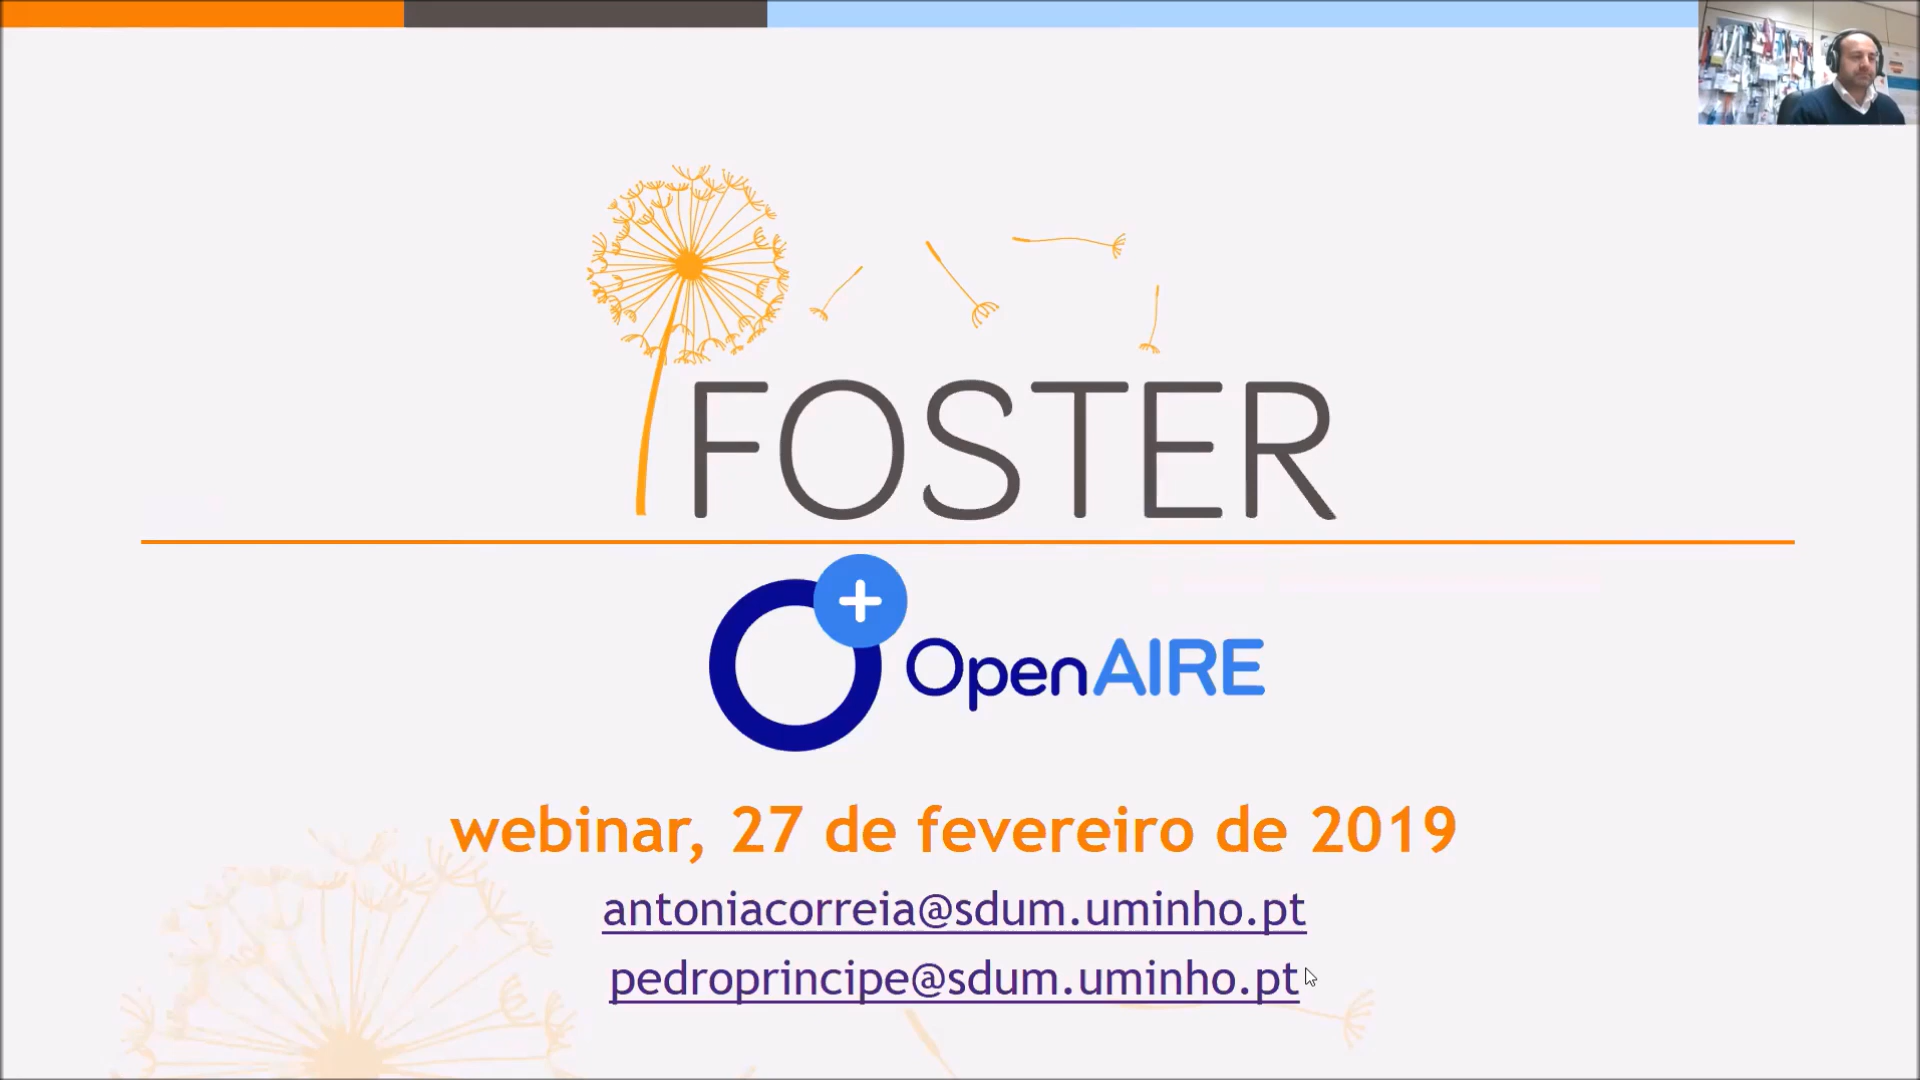 FOSTER
OpenAIRE
webinar, 27 de fevereiro de 2019
antoniacorreia@sdum.uminho.pt
pedroprincipe@sdum.uminho.pt